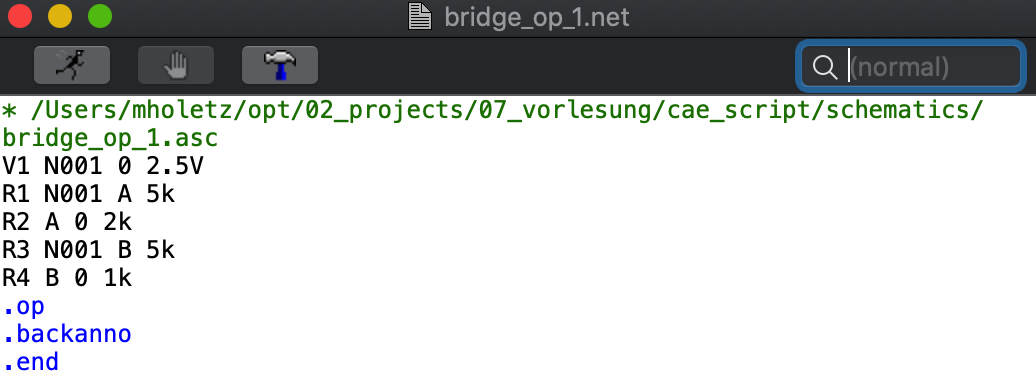 bridge_op_1.net
(normal)
* /Users/mholetz/opt/02_projects/07_vorlesung/cae_script/schematics/
bridge_op_1.asc
V1 N001 0 2.5V
R1 N001 A 5k
R2 A 0 2k
R3 N001 B 5k
R4 B 0 1k
.op
.backanno
.end